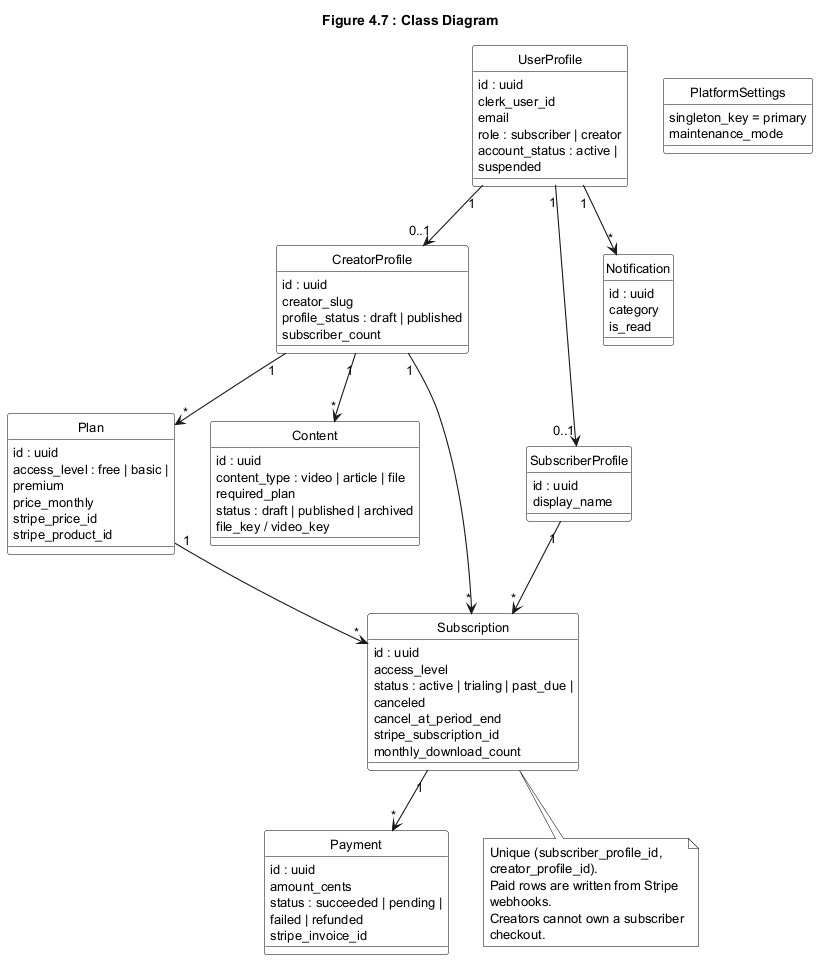 Figure 4.7 : Class Diagram
UserProfile
id : uuid
clerk_user_id
email
role : subscriber | creator
account_status : active |
suspended
PlatformSettings
singleton_key = primary
maintenance_mode
1
1
1
0..1
*
CreatorProfile
id : uuid
creator_slug
profile_status : draft | published
subscriber_count
Notification
id : uuid
category
is_read
1
1
1
*
*
0..1
Plan
id : uuid
access_level : free | basic |
premium
price_monthly
stripe_price_id
stripe_product_id
Content
id : uuid
content_type : video | article | file
required_plan
status : draft | published | archived
file_key / video_key
SubscriberProfile
id : uuid
display_name
1
1
*
*
*
Subscription
id : uuid
access_level
status : active | trialing | past_due |
canceled
cancel_at_period_end
stripe_subscription_id
monthly_download_count
1
*
Payment
id : uuid
amount_cents
status : succeeded | pending |
failed | refunded
stripe_invoice_id
Unique (subscriber_profile_id,
creator_profile_id).
Paid rows are written from Stripe
webhooks.
Creators cannot own a subscriber
checkout.